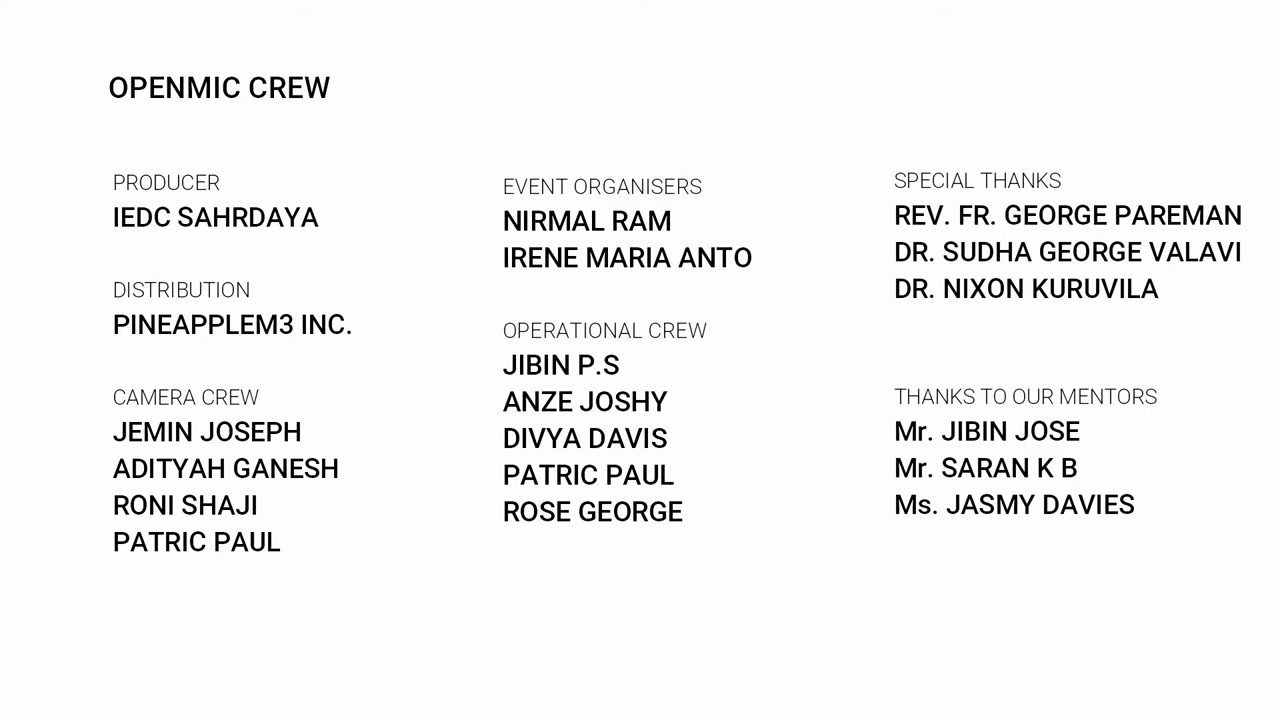 OPENMIC CREW
PRODUCER
IEDC SAHRDAYA
DISTRIBUTION
PINEAPPLEM3 INC.
CAMERA CREW
JEMIN JOSEPH
ADITYAH GANESH
RONI SHAJI
PATRIC PAUL
EVENT ORGANISERS
NIRMAL RAM
IRENE MARIA ANTO
OPERATIONAL CREW
JIBIN P.S
ANZE JOSHY
DIVYA DAVIS
PATRIC PAUL
ROSE GEORGE
SPECIAL THANKS
REV. FR. GEORGE PAREMAN
DR. SUDHA GEORGE VALAVI
DR. NIXON KURUVILA
THANKS TO OUR MENTORS
Mr. JIBIN JOSE
Mr. SARAN K B
Ms. JASMY DAVIES